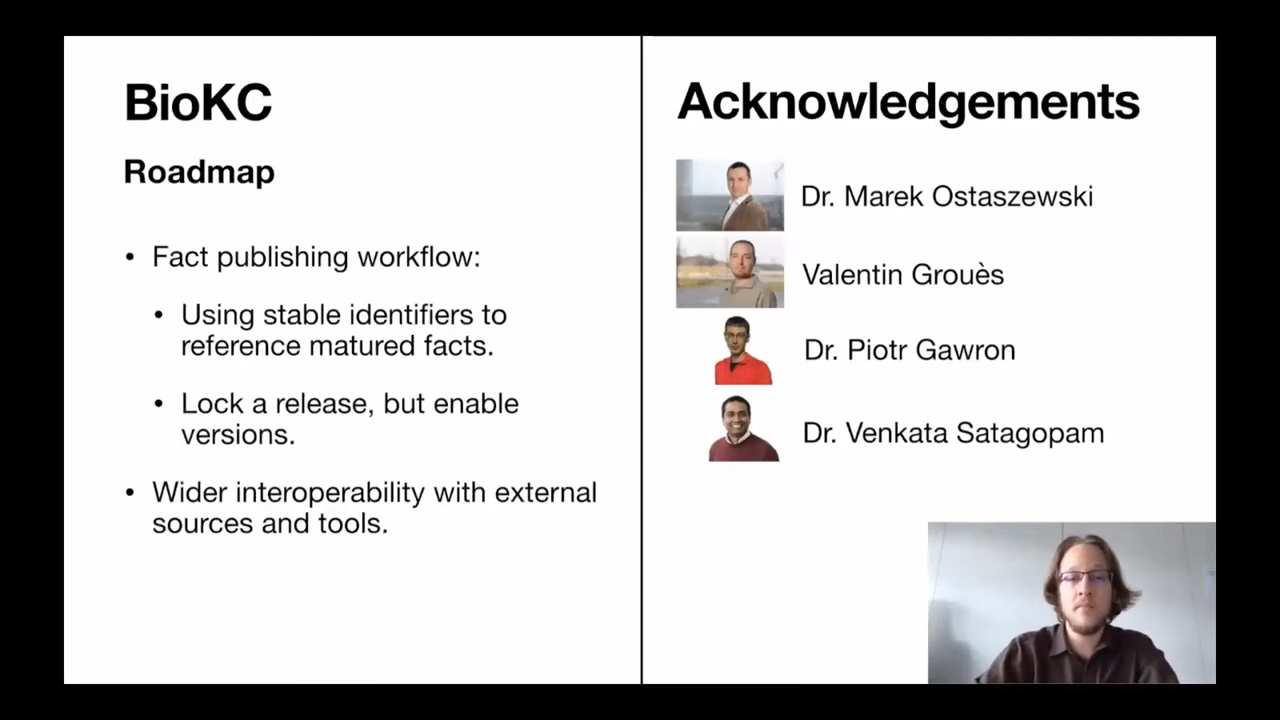 BioKC
Roadmap
• Fact publishing workflow:
• Using stable identifiers to
reference matured facts.
• Lock a release, but enable
versions.
• Wider interoperability with external
sources and tools.
Acknowledgements
Dr. Marek Ostaszewski
Valentin Grouès
Dr. Piotr Gawron
Dr. Venkata Satagopam